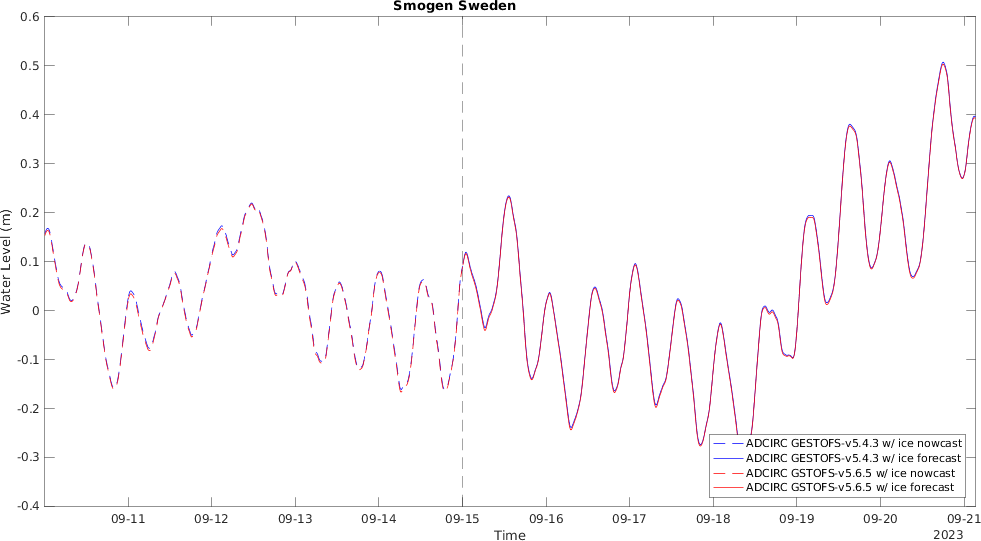 Smogen Sweden
Water Level (m)
0.6
0.5
0.4
0.3
0.2
0.1
0
-0.1
-0.2
-0.3
-0.4
ADCIRC GESTOFS-v5.4.3 w/ ice nowcast
ADCIRC GESTOFS-v5.4.3 w/ ice forecast
ADCIRC GSTOFS-v5.6.5 w/ ice nowcast
ADCIRC GSTOFS-v5.6.5 w/ ice forecast
09-11 09-12 09-13 09-14 09-15 09-16 09-17 09-18 09-19 09-20 09-21
Time
2023